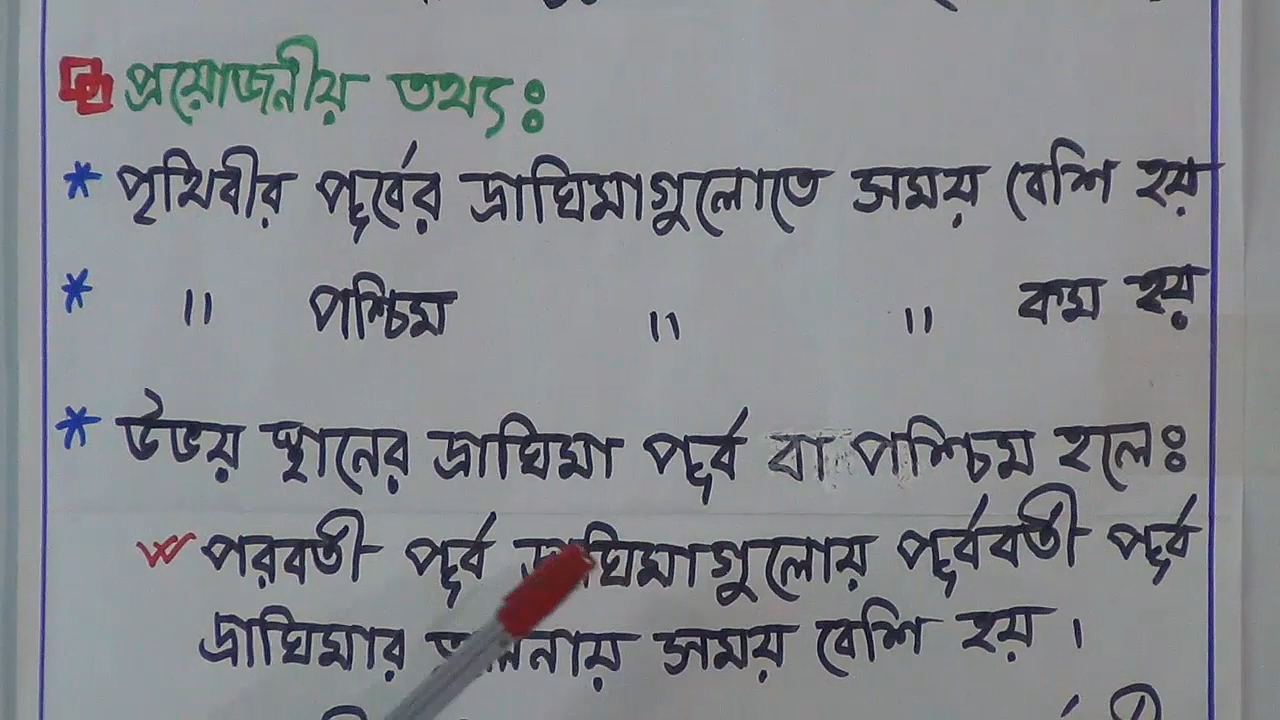 প্রয়োজনীয় তথ্যঃ
* পৃথিবীর পূর্বের দ্রাঘিমাগুলোতে সময় বেশি হয়
* " পশ্চিম " " কম হয়
* উভয় স্থানের দ্রাঘিমা পূর্ব বা পশ্চিম হলেঃ
পরবর্তী পূর্ব দ্রাঘিমাগুলোয় পূর্ববর্তী পূর্ব
দ্রাঘিমার তুলনায় সময় বেশি হয়।